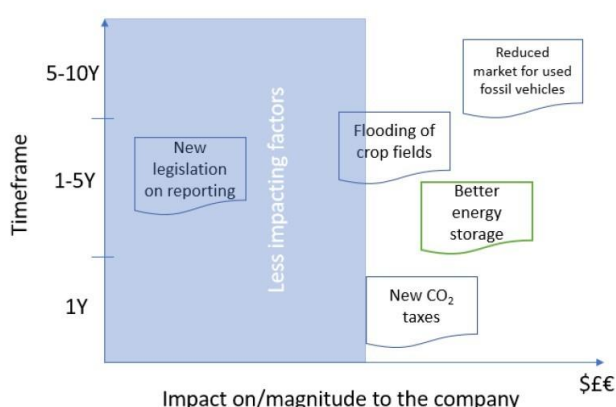 5-10Y
Reduced
market for used
fossil vehicles
Timeframe
1-5Y
New
legislation
on reporting
Less impacting factors
Flooding of
crop fields
Better
energy
storage
1Y
New CO₂
taxes
$£€
Impact on/magnitude to the company